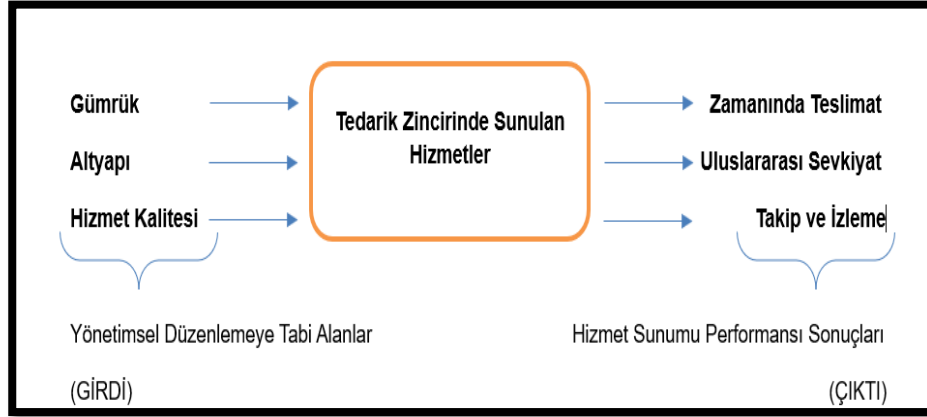 Gümrük
Altyapı
Hizmet Kalitesi
Tedarik Zincirinde Sunulan
Hizmetler
Zamanında Teslimat
Uluslararası Sevkiyat
Takip ve İzleme
Yönetimsel Düzenlemeye Tabi Alanlar
(GİRDİ)
Hizmet Sunumu Performansı Sonuçları
(ÇIKTI)